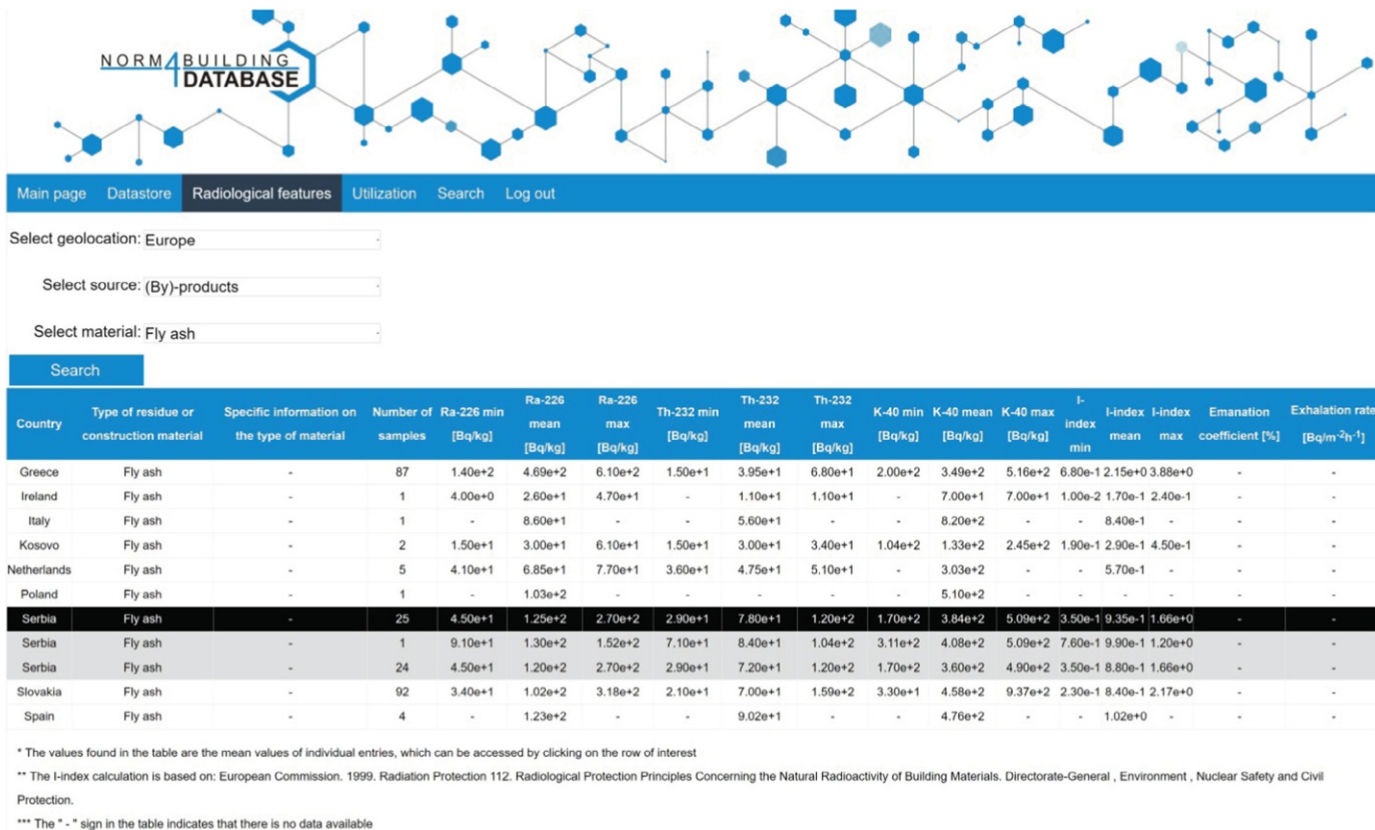 NORM4BUILDING
DATABASE
Main page Datastore Radiological features Utilization Search Log out
Select geolocation: Europe
Select source: (By)-products
Select material: Fly ash
Search
Country Type of residue or construction material Specific information on the type of material Number of samples Ra-226 min [Bq/kg] Ra-226 mean [Bq/kg] Ra-226 max [Bq/kg] Th-232 min [Bq/kg] Th-232 mean [Bq/kg] Th-232 max [Bq/kg] K-40 min [Bq/kg] K-40 mean [Bq/kg] K-40 max [Bq/kg] I-index min I-index mean I-index max Emanation coefficient [%] Exhalation rate [Bq/m-2h-1]
Greece Fly ash - 87 1.40e+2 4.69e+2 6.10e+2 1.50e+1 3.95e+1 6.80e+1 2.00e+2 3.49e+2 5.16e+2 6.80e-1 2.15e+0 3.88e+0 - -
Ireland Fly ash - 1 4.00e+0 2.60e+1 4.70e+1 - 1.10e+1 1.10e+1 - 7.00e+1 7.00e+1 1.00e-2 1.70e-1 2.40e-1 - -
Italy Fly ash - 1 - 8.60e+1 - - 5.60e+1 - - 8.20e+2 - - 8.40e-1 - - -
Kosovo Fly ash - 2 1.50e+1 3.00e+1 6.10e+1 1.50e+1 3.00e+1 3.40e+1 1.04e+2 1.33e+2 2.45e+2 1.90e-1 2.90e-1 4.50e-1 - -
Netherlands Fly ash - 5 4.10e+1 6.85e+1 7.70e+1 3.60e+1 4.75e+1 5.10e+1 - 3.03e+2 - - 5.70e-1 - - -
Poland Fly ash - 1 - 1.03e+2 - - - - - 5.10e+2 - - - - - -
Serbia Fly ash - 25 4.50e+1 1.25e+2 2.70e+2 2.90e+1 7.80e+1 1.20e+2 1.70e+2 3.84e+2 5.09e+2 3.50e-1 9.35e-1 1.66e+0 - -
Serbia Fly ash - 1 9.10e+1 1.30e+2 1.52e+2 7.10e+1 8.40e+1 1.04e+2 3.11e+2 4.08e+2 5.09e+2 7.60e-1 9.90e-1 1.20e+0 - -
Serbia Fly ash - 24 4.50e+1 1.20e+2 2.70e+2 2.90e+1 7.20e+1 1.20e+2 1.70e+2 3.60e+2 4.90e+2 3.50e-1 8.80e-1 1.66e+0 - -
Slovakia Fly ash - 92 3.40e+1 1.02e+2 3.18e+2 2.10e+1 7.00e+1 1.59e+2 3.30e+1 4.58e+2 9.37e+2 2.30e-1 8.40e-1 2.17e+0 - -
Spain Fly ash - 4 - 1.23e+2 - - 9.02e+1 - - 4.76e+2 - - 1.02e+0 - - -
* The values found in the table are the mean values of individual entries, which can be accessed by clicking on the row of interest
** The I-index calculation is based on: European Commission. 1999. Radiation Protection 112. Radiological Protection Principles Concerning the Natural Radioactivity of Building Materials. Directorate-General , Environment , Nuclear Safety and Civil
Protection.
*** The " - " sign in the table indicates that there is no data available